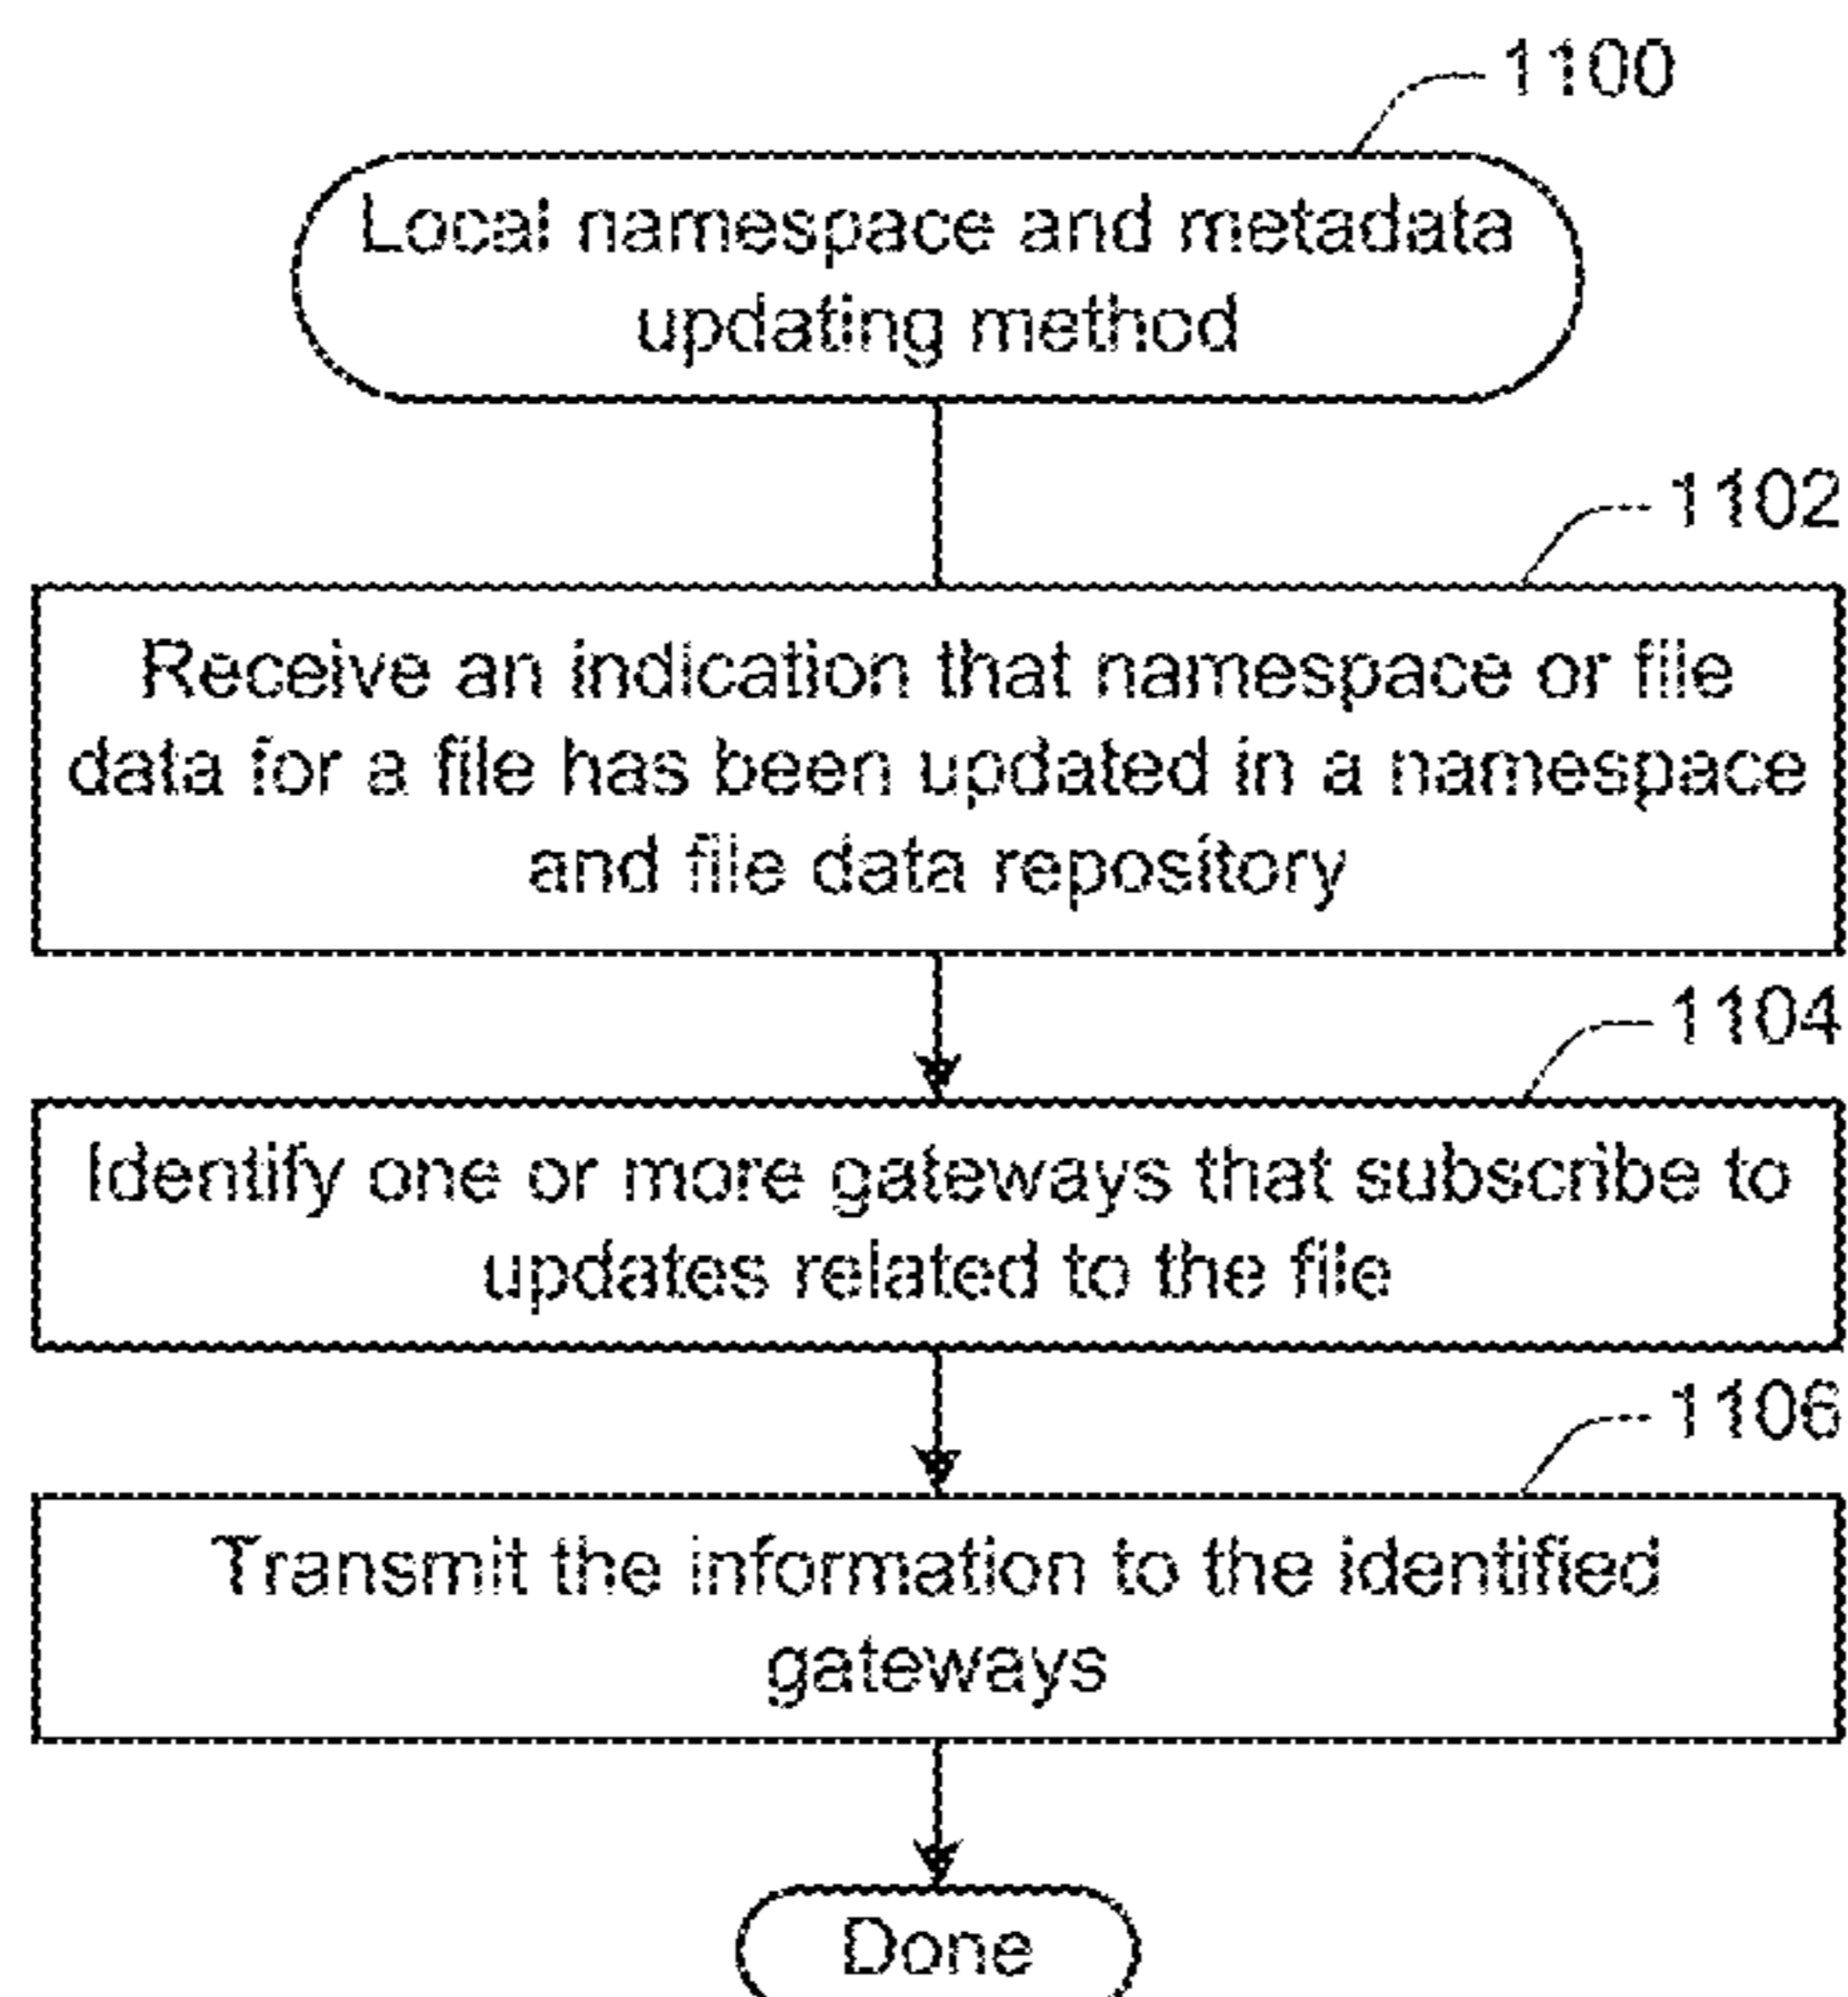 1100
Local namespace and metadata
updating method
1102
Receive an indication that namespace or file
data for a file has been updated in a namespace
and file data repository
1104
Identify one or more gateways that subscribe to
updates related to the file
1106
Transmit the information to the identified
gateways
Done